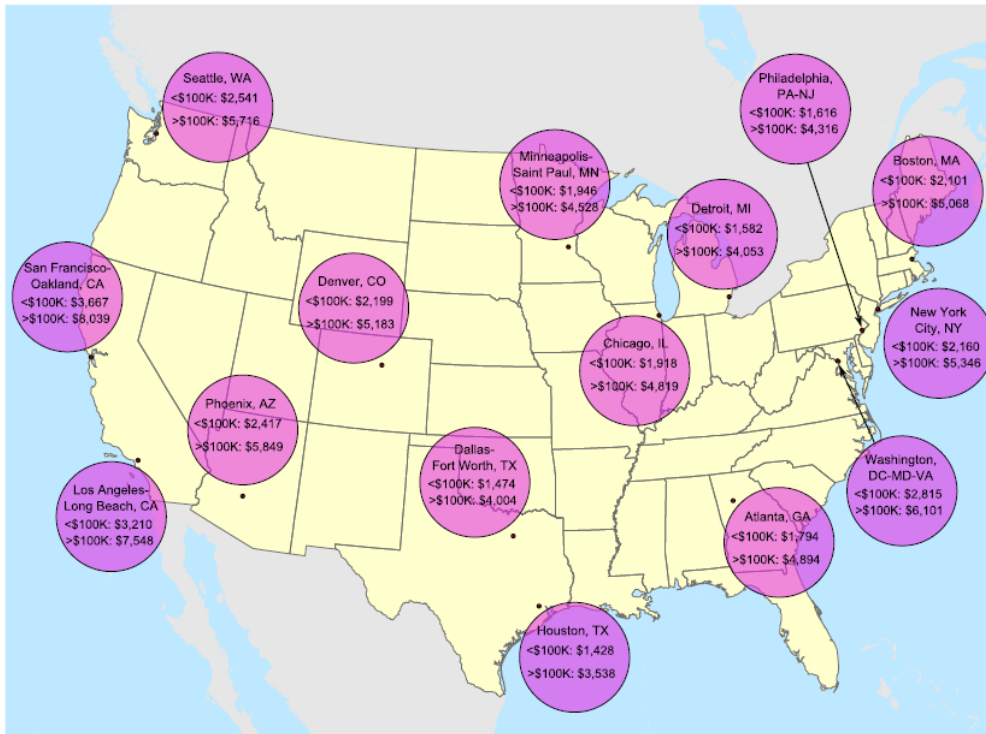 Seattle, WA
<$100K: $2,541
>$100K: $5,716
Philadelphia,
PA-NJ
<$100K: $1,616
>$100K: $4,316
Minneapolis-
Saint Paul, MN
<$100K: $1,946
>$100K: $4,528
Boston, MA
<$100K: $2,101
>$100K: $5,068
Detroit, MI
<$100K: $1,582
>$100K: $4,053
San Francisco-
Oakland, CA
<$100K: $3,667
>$100K: $8,039
Denver, CO
<$100K: $2,199
>$100K: $5,183
New York
City, NY
<$100K: $2,160
>$100K: $5,346
Chicago, IL
<$100K: $1,918
>$100K: $4,819
Phoenix, AZ
<$100K: $2,417
>$100K: $5,849
Dallas-
Fort Worth, TX
<$100K: $1,474
>$100K: $4,004
Washington,
DC-MD-VA
<$100K: $2,815
>$100K: $6,101
Los Angeles-
Long Beach, CA
<$100K: $3,210
>$100K: $7,548
Atlanta, GA
<$100K: $1,794
>$100K: $4,894
Houston, TX
<$100K: $1,428
>$100K: $3,538